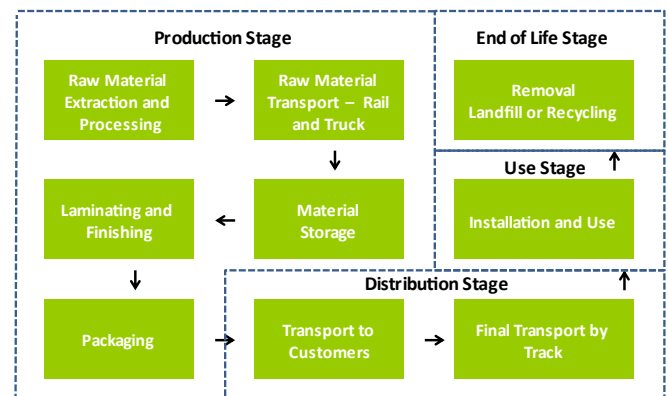 Production Stage
Raw Material
Extraction and
Processing
Raw Material
Transport – Rail
and Truck
Laminating and
Finishing
Material
Storage
Packaging
End of Life Stage
Removal
Landfill or Recycling
Use Stage
Installation and Use
Distribution Stage
Transport to
Customers
Final Transport by
Track